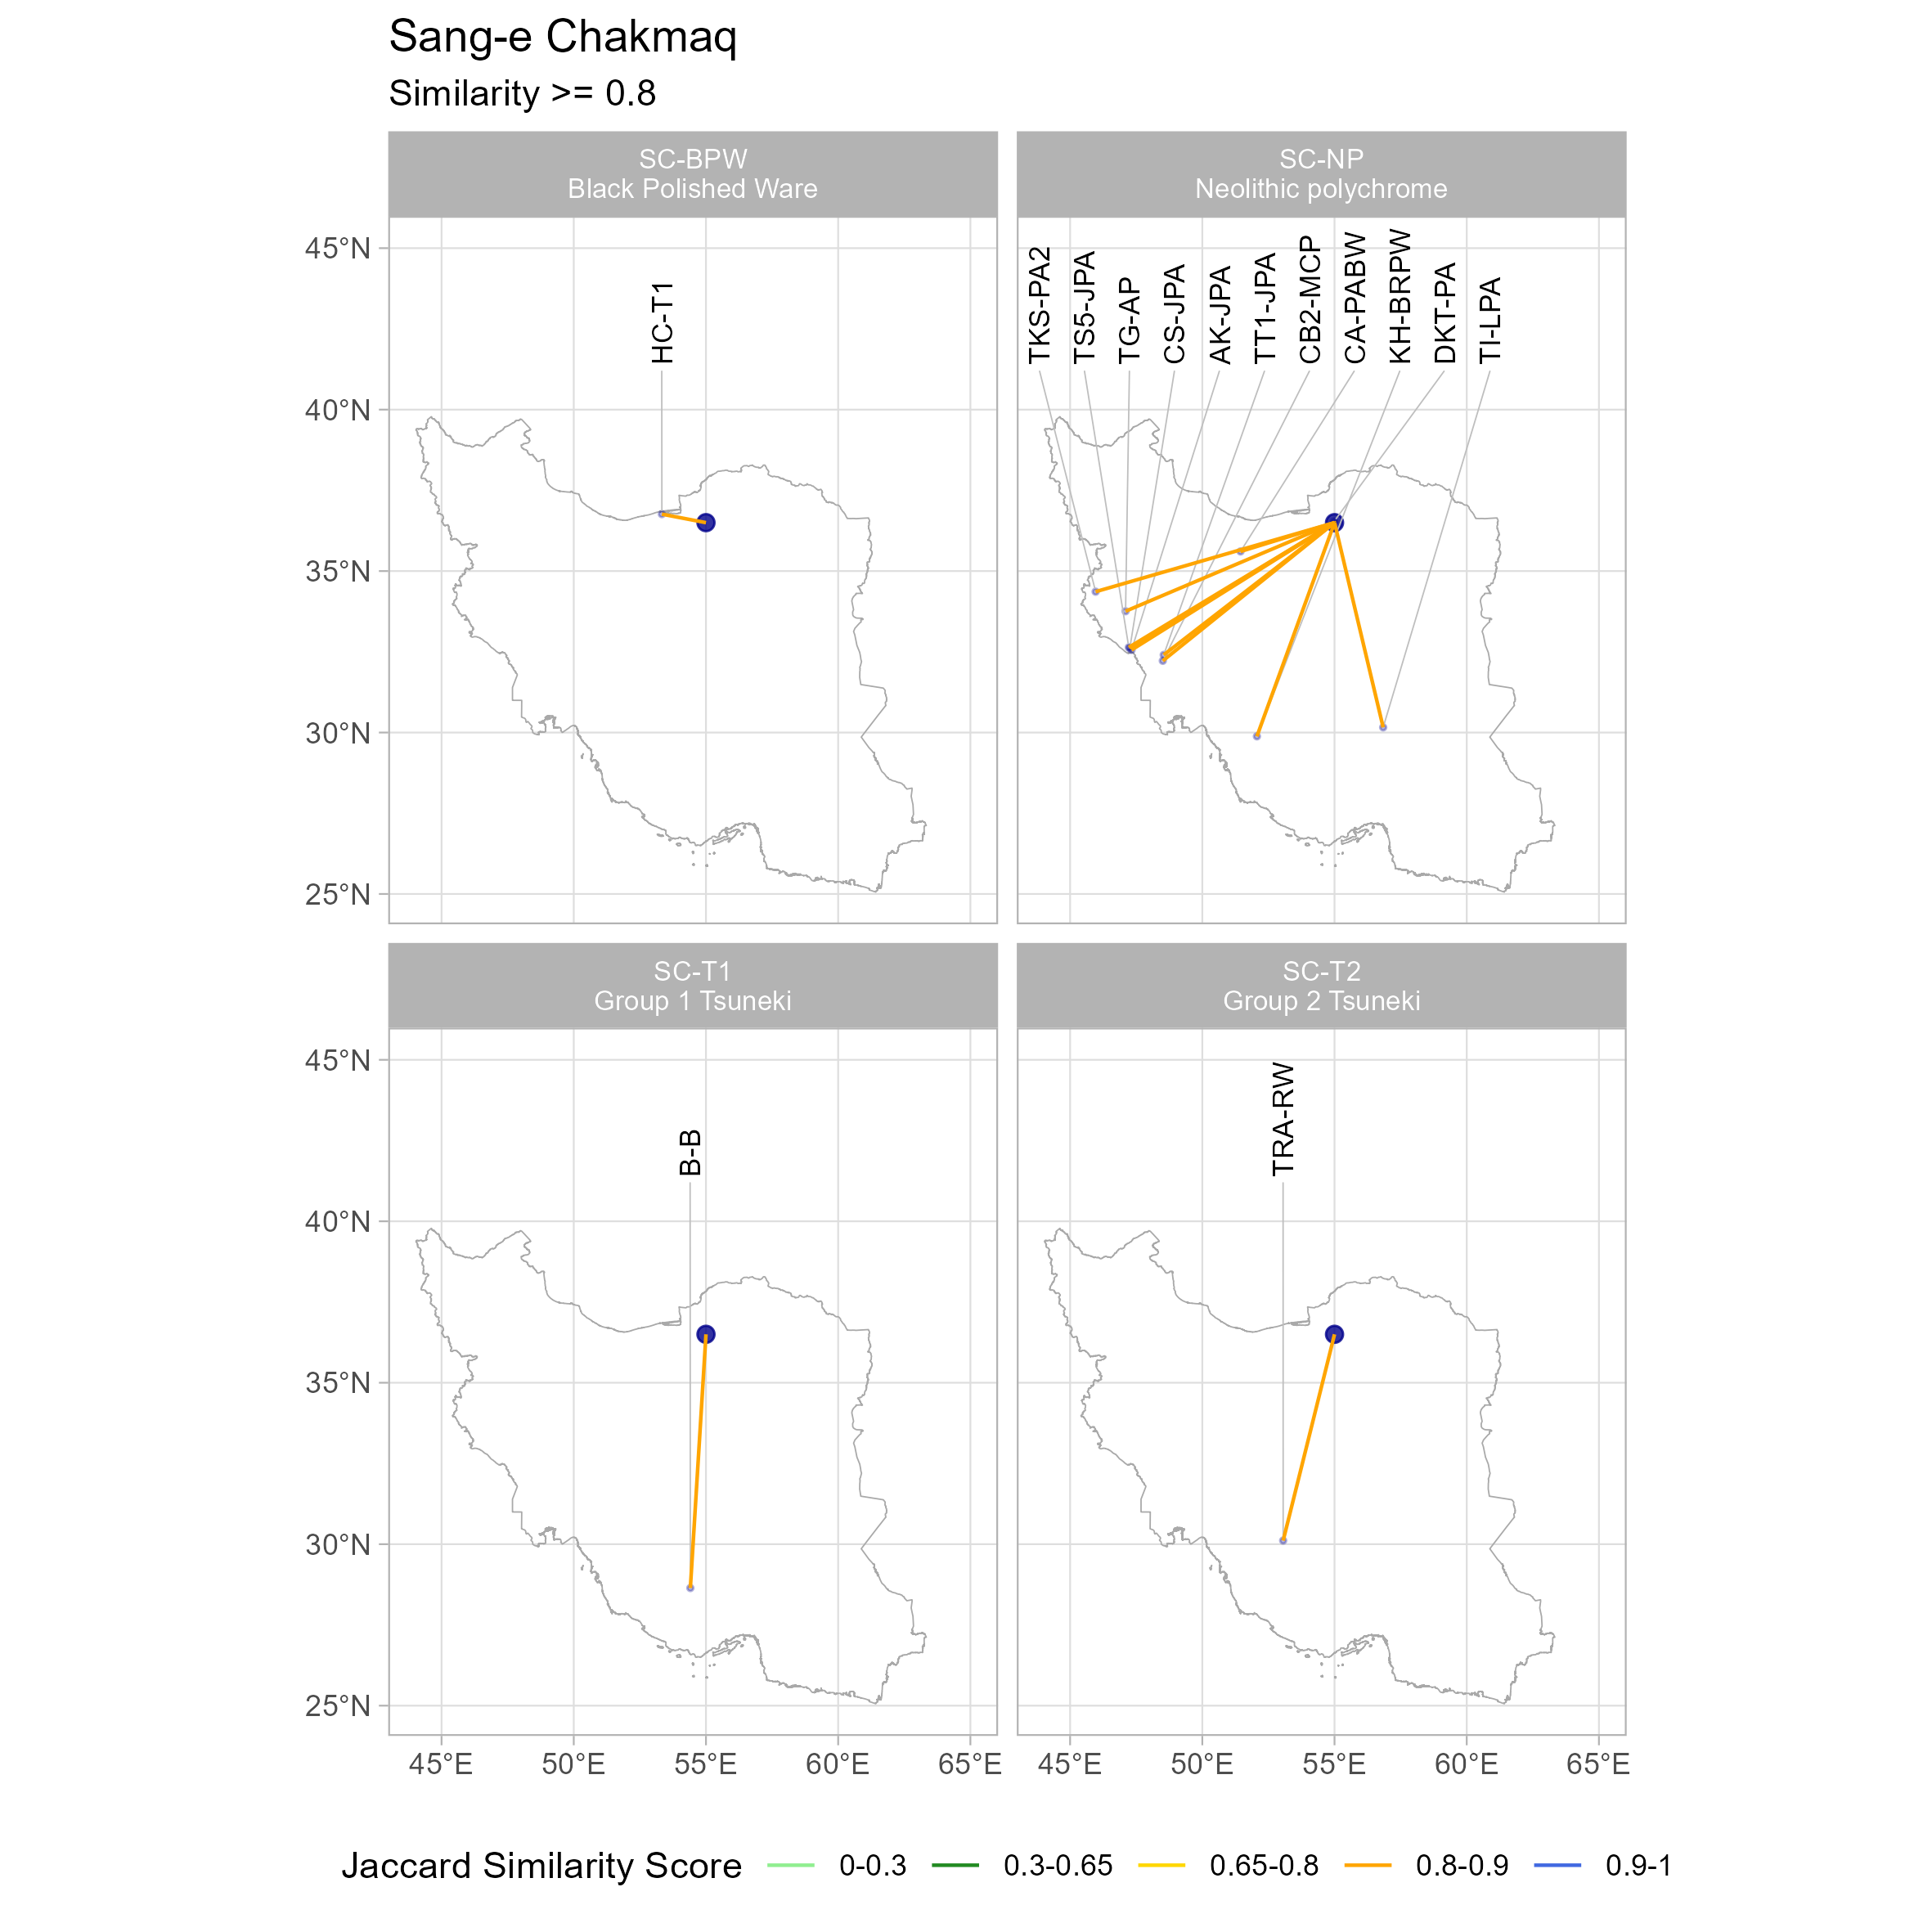 Sang-e Chakmaq
Similarity >= 0.8
SC-BPW
Black Polished Ware
SC-NP
Neolithic polychrome
45°N
40°N
35°N
30°N
25°N
HC-T1
TKS-PA2
TS5-JPA
TG-AP
CS-JPA
AK-JPA
TT1-JPA
CB2-MCP
CA-PABW
KH-BRPW
DKT-PA
TI-LPA
SC-T1
Group 1 Tsuneki
SC-T2
Group 2 Tsuneki
45°N
40°N
35°N
30°N
25°N
B-B
TRA-RW
45°E 50°E 55°E 60°E 65°E 45°E 50°E 55°E 60°E 65°E
Jaccard Similarity Score 0-0.3 0.3-0.65 0.65-0.8 0.8-0.9 0.9-1